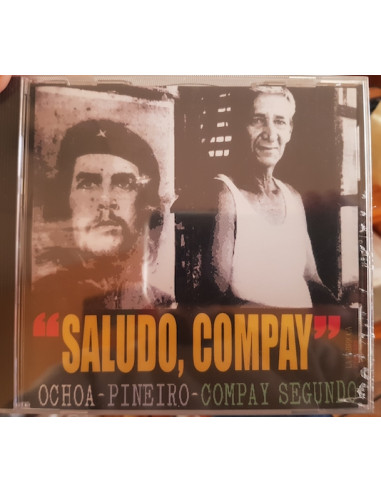 "SALUDO, COMPAY"
OCHOA-PINEIRO-COMPAY SEGUNDO